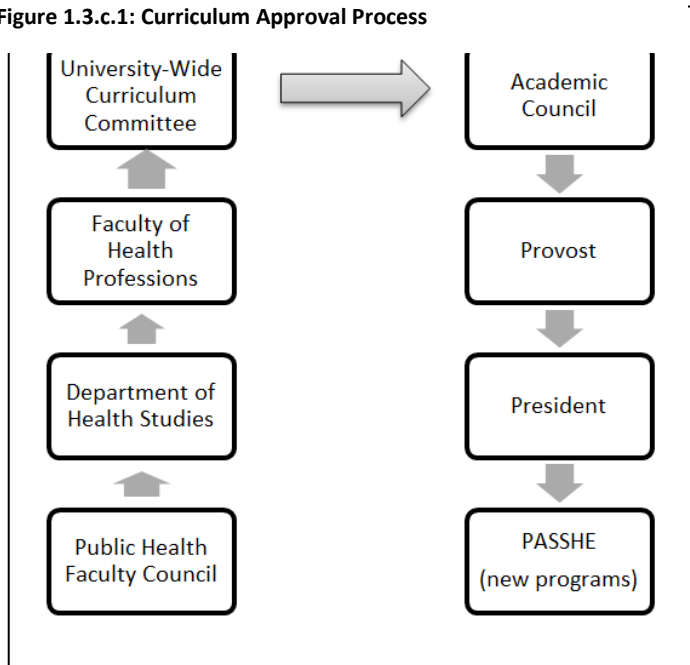 Figure 1.3.c.1: Curriculum Approval Process
University-Wide
Curriculum
Committee
Faculty of
Health
Professions
Department of
Health Studies
Public Health
Faculty Council
Academic
Council
Provost
President
PASSHE
(new programs)